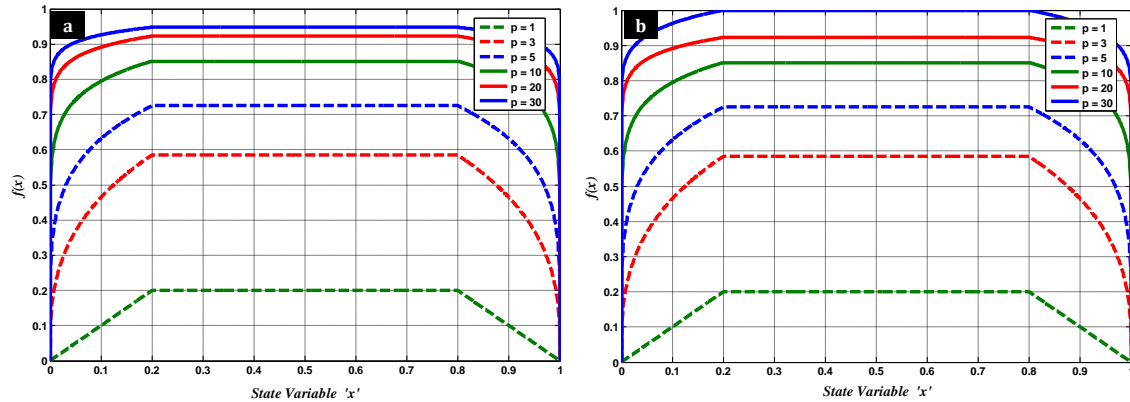 a
1
0.9
0.8
0.7
0.6
0.5
0.4
0.3
0.2
0.1
0
f(x)
0 0.1 0.2 0.3 0.4 0.5 0.6 0.7 0.8 0.9 1
State Variable 'x'
p = 1
p = 3
p = 5
p = 10
p = 20
p = 30
b
1
0.9
0.8
0.7
0.6
0.5
0.4
0.3
0.2
0.1
0
f(x)
0 0.1 0.2 0.3 0.4 0.5 0.6 0.7 0.8 0.9 1
State Variable 'x'
p = 1
p = 3
p = 5
p = 10
p = 20
p = 30